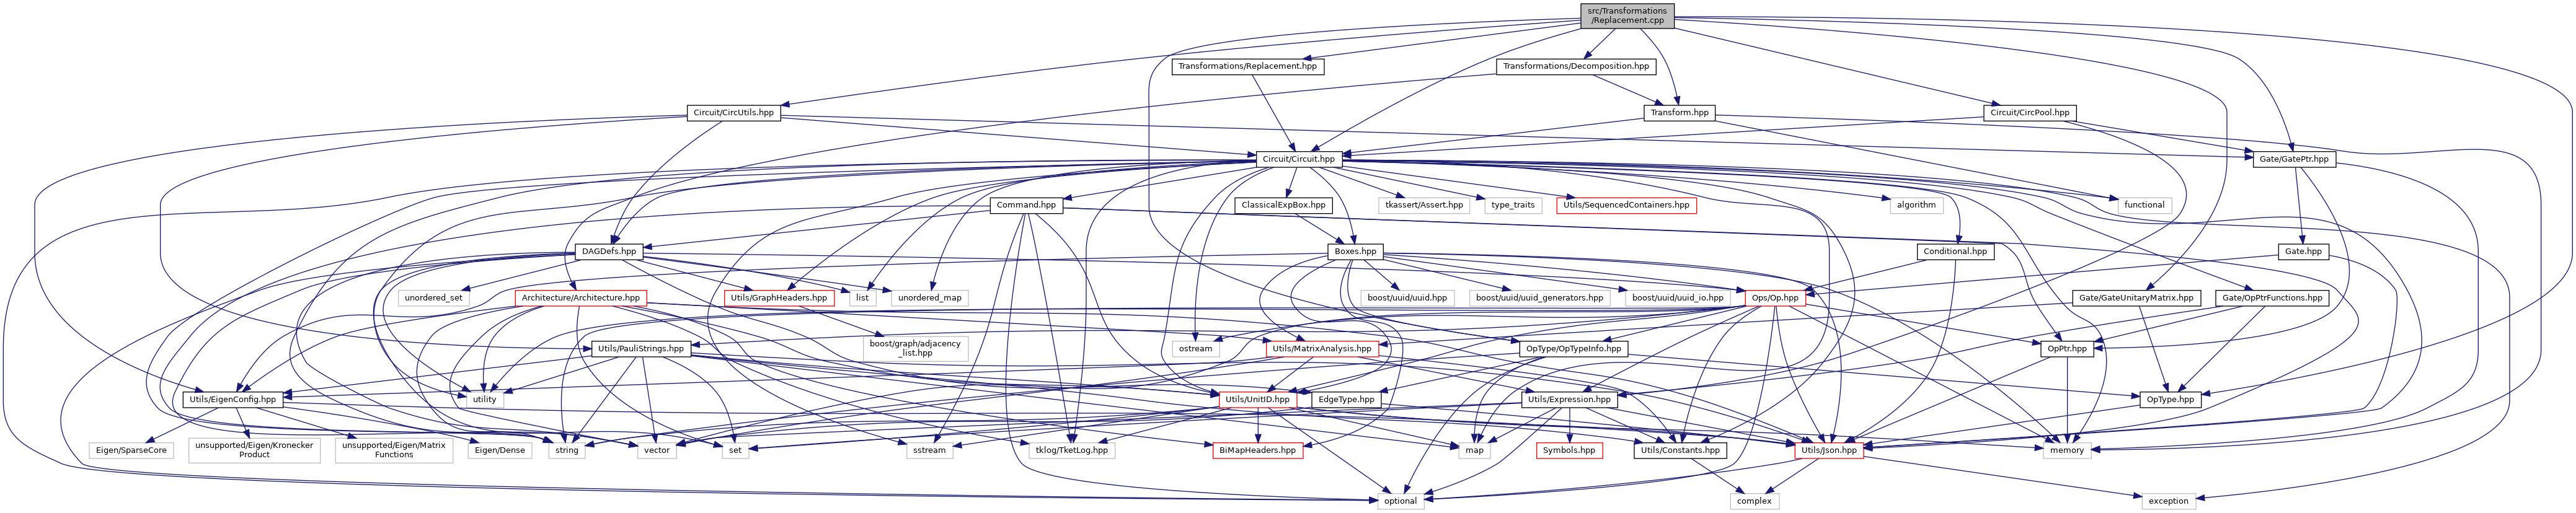 src/Transformations
/Replacement.cpp
Transformations/Replacement.hpp
Transformations/Decomposition.hpp
Circuit/CircUtils.hpp
Transform.hpp
Circuit/CircPool.hpp
Circuit/Circuit.hpp
Gate/GatePtr.hpp
Command.hpp
ClassicalExpBox.hpp
tkassert/Assert.hpp
type_traits
Utils/SequencedContainers.hpp
algorithm
functional
DAGDefs.hpp
Boxes.hpp
Conditional.hpp
Gate.hpp
unordered_set
Architecture/Architecture.hpp
Utils/GraphHeaders.hpp
list
unordered_map
boost/uuid/uuid.hpp
boost/uuid/uuid_generators.hpp
boost/uuid/uuid_io.hpp
Ops/Op.hpp
Gate/GateUnitaryMatrix.hpp
Gate/OpPtrFunctions.hpp
boost/graph/adjacency
_list.hpp
Utils/PauliStrings.hpp
ostream
Utils/MatrixAnalysis.hpp
OpType/OpTypeInfo.hpp
OpPtr.hpp
Utils/EigenConfig.hpp
utility
Utils/UnitID.hpp
EdgeType.hpp
Utils/Expression.hpp
OpType.hpp
Eigen/SparseCore
unsupported/Eigen/Kronecker
Product
unsupported/Eigen/Matrix
Functions
Eigen/Dense
string
vector
set
sstream
tklog/TketLog.hpp
BiMapHeaders.hpp
map
Symbols.hpp
Utils/Constants.hpp
Utils/Json.hpp
memory
optional
complex
exception